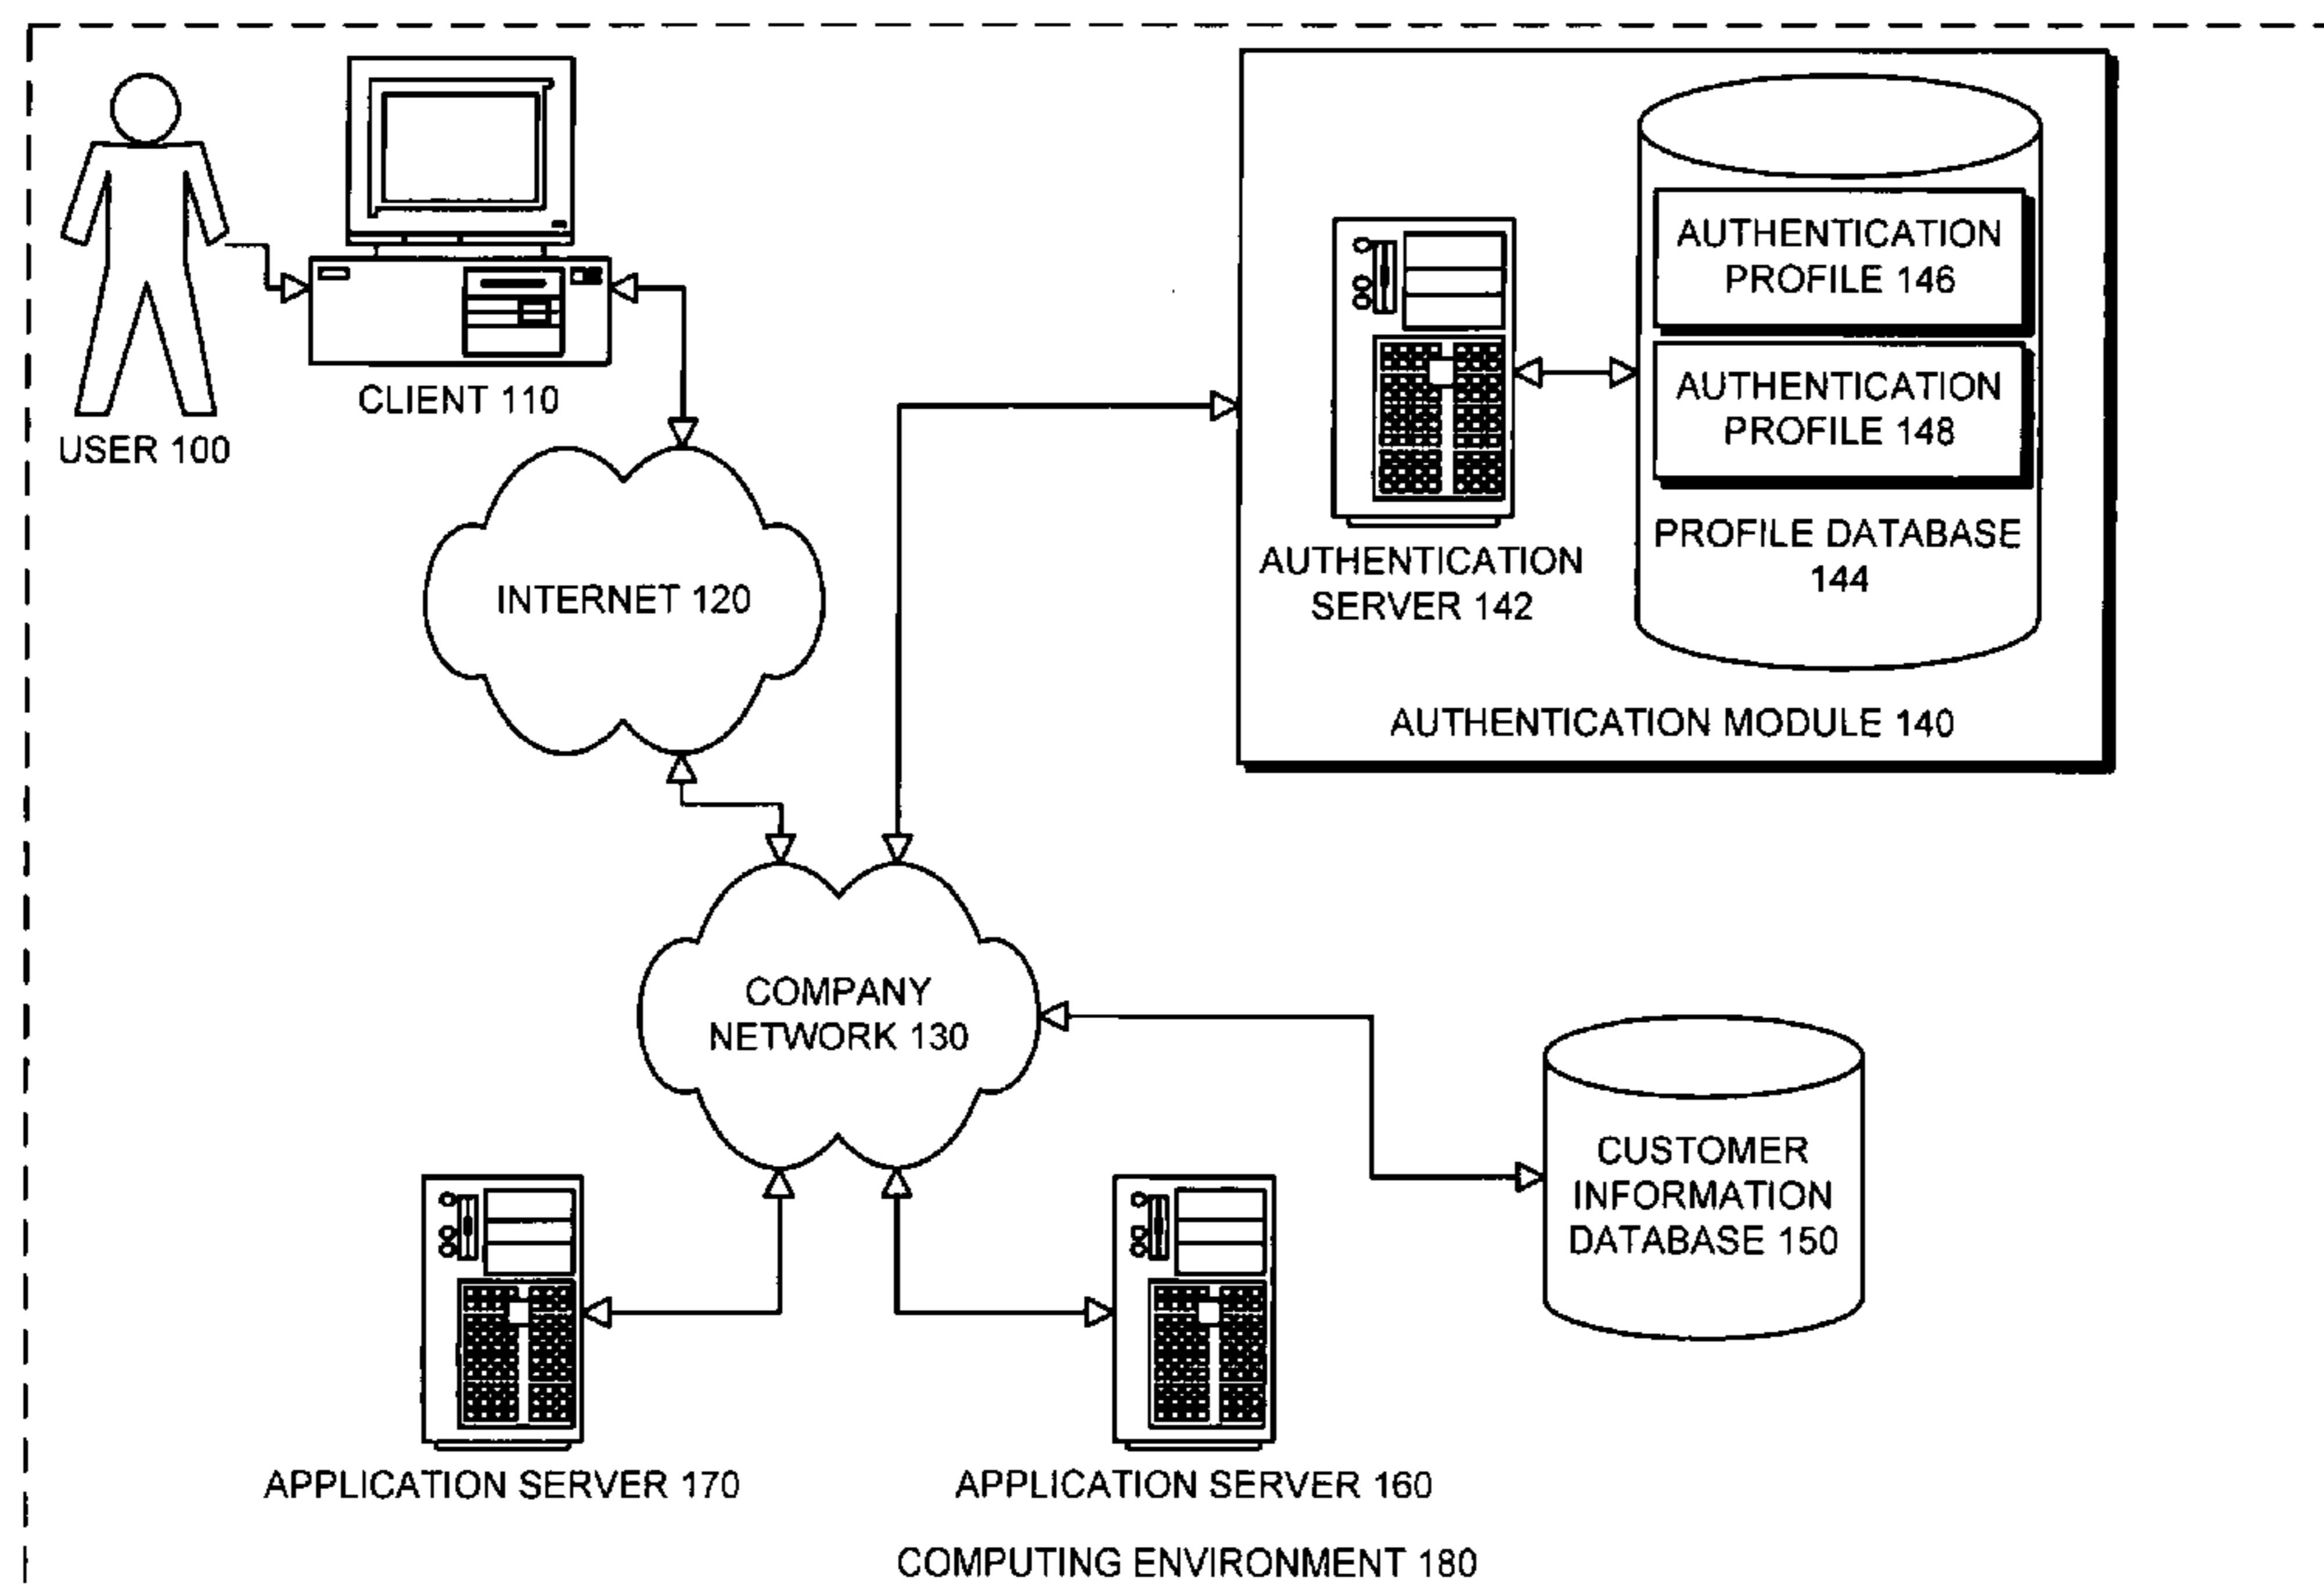 AUTHENTICATION
PROFILE 146
AUTHENTICATION
PROFILE 148
CLIENT 110
USER 100
PROFILE DATABASE
144
AUTHENTICATION
SERVER 142
INTERNET 120
AUTHENTICATION MODULE 140
COMPANY
NETWORK 130
CUSTOMER
INFORMATION
DATABASE 150
APPLICATION SERVER 170
APPLICATION SERVER 160
COMPUTING ENVIRONMENT 180